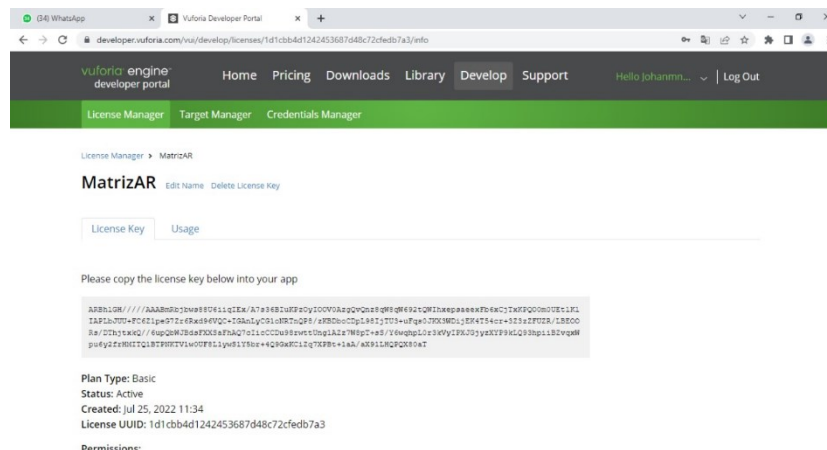 (34) WhatsApp
Vuforia Developer Portal
developer.vuforia.com/vui/develop/licenses/1d1cbb4d1242453687d48c72cfedb7a3/info
vuforia engine
developer portal
Home Pricing Downloads Library Develop Support Hello Johanmn... Log Out
License Manager Target Manager Credentials Manager
License Manager > MatrizAR
MatrizAR Edit Name Delete License Key
License Key Usage
Please copy the license key below into your app
Plan Type: Basic
Status: Active
Created: Jul 25, 2022 11:34
License UUID: 1d1cbb4d1242453687d48c72cfedb7a3
Permissions: